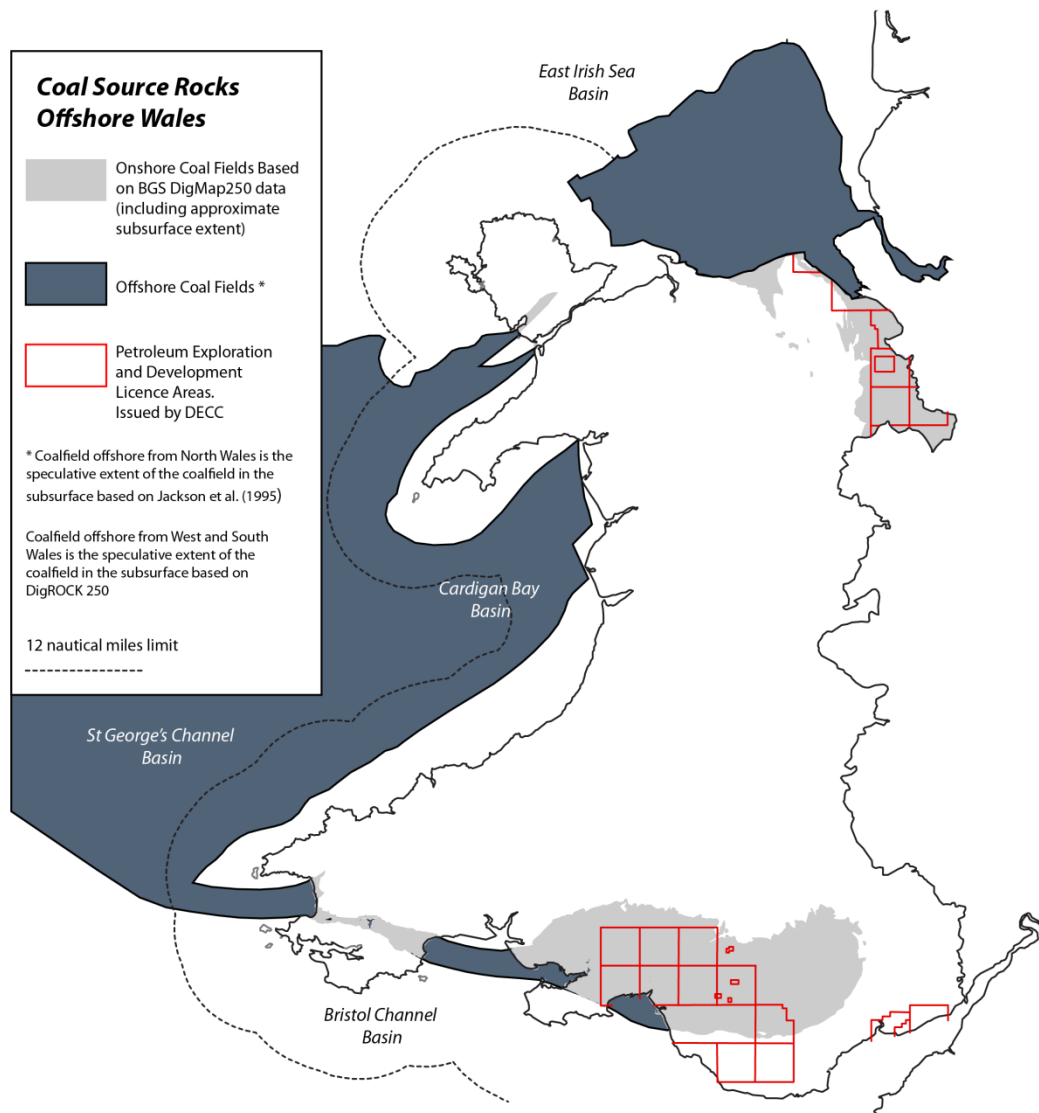 Coal Source Rocks
Offshore Wales
Onshore Coal Fields Based
on BGS DigMap250 data
(including approximate
subsurface extent)
Offshore Coal Fields *
Petroleum Exploration
and Development
Licence Areas.
Issued by DECC
* Coalfield offshore from North Wales is the
speculative extent of the coalfield in the
subsurface based on Jackson et al. (1995)
Coalfield offshore from West and South
Wales is the speculative extent of the
coalfield in the subsurface based on
DigROCK 250
12 nautical miles limit
East Irish Sea
Basin
Cardigan Bay
Basin
St George's Channel
Basin
Bristol Channel
Basin